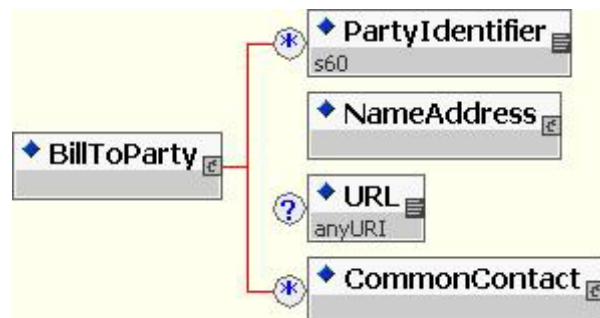 PartyIdentifier
s60
NameAddress
BillToParty
?
URL
anyURI
CommonContact